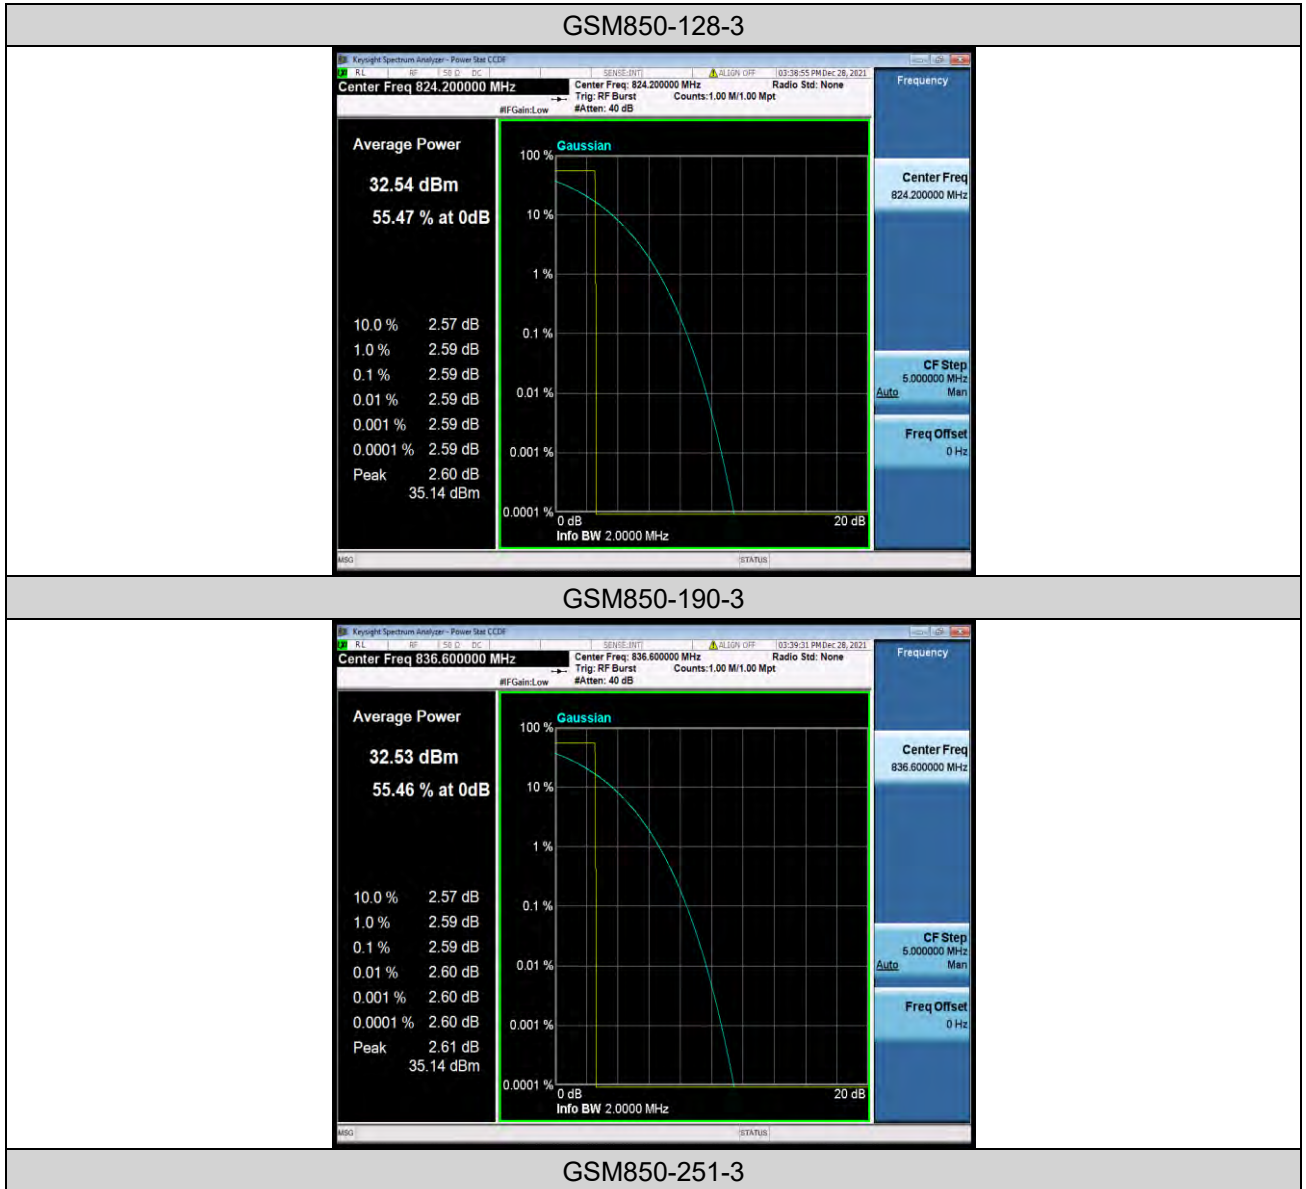 GSM850-128-3
Keysight Spectrum Analyzer - Power Stat CCDF
RL RF 50 Ω DC SENSE:INT ALIGN OFF 03:38:55 PM Dec 28, 2021
Center Freq 824.200000 MHz
Center Freq: 824.200000 MHz Radio Std: None
Trig: RF Burst Counts:1.00 M/1.00 Mpt
#IFGain:Low #Atten: 40 dB
Frequency
Average Power
32.54 dBm
55.47 % at 0dB
10.0 % 2.57 dB
1.0 % 2.59 dB
0.1 % 2.59 dB
0.01 % 2.59 dB
0.001 % 2.59 dB
0.0001 % 2.59 dB
Peak 2.60 dB
35.14 dBm
Gaussian
100 %
10 %
1 %
0.1 %
0.01 %
0.001 %
0.0001 %
0 dB 20 dB
Info BW 2.0000 MHz
Center Freq
824.200000 MHz
CF Step
5.000000 MHz
Auto Man
Freq Offset
0 Hz
MSG STATUS
GSM850-190-3
Keysight Spectrum Analyzer - Power Stat CCDF
RL RF 50 Ω DC SENSE:INT ALIGN OFF 03:39:31 PM Dec 28, 2021
Center Freq 836.600000 MHz
Center Freq: 836.600000 MHz Radio Std: None
Trig: RF Burst Counts:1.00 M/1.00 Mpt
#IFGain:Low #Atten: 40 dB
Frequency
Average Power
32.53 dBm
55.46 % at 0dB
10.0 % 2.57 dB
1.0 % 2.59 dB
0.1 % 2.59 dB
0.01 % 2.60 dB
0.001 % 2.60 dB
0.0001 % 2.60 dB
Peak 2.61 dB
35.14 dBm
Gaussian
100 %
10 %
1 %
0.1 %
0.01 %
0.001 %
0.0001 %
0 dB 20 dB
Info BW 2.0000 MHz
Center Freq
836.600000 MHz
CF Step
5.000000 MHz
Auto Man
Freq Offset
0 Hz
MSG STATUS
GSM850-251-3